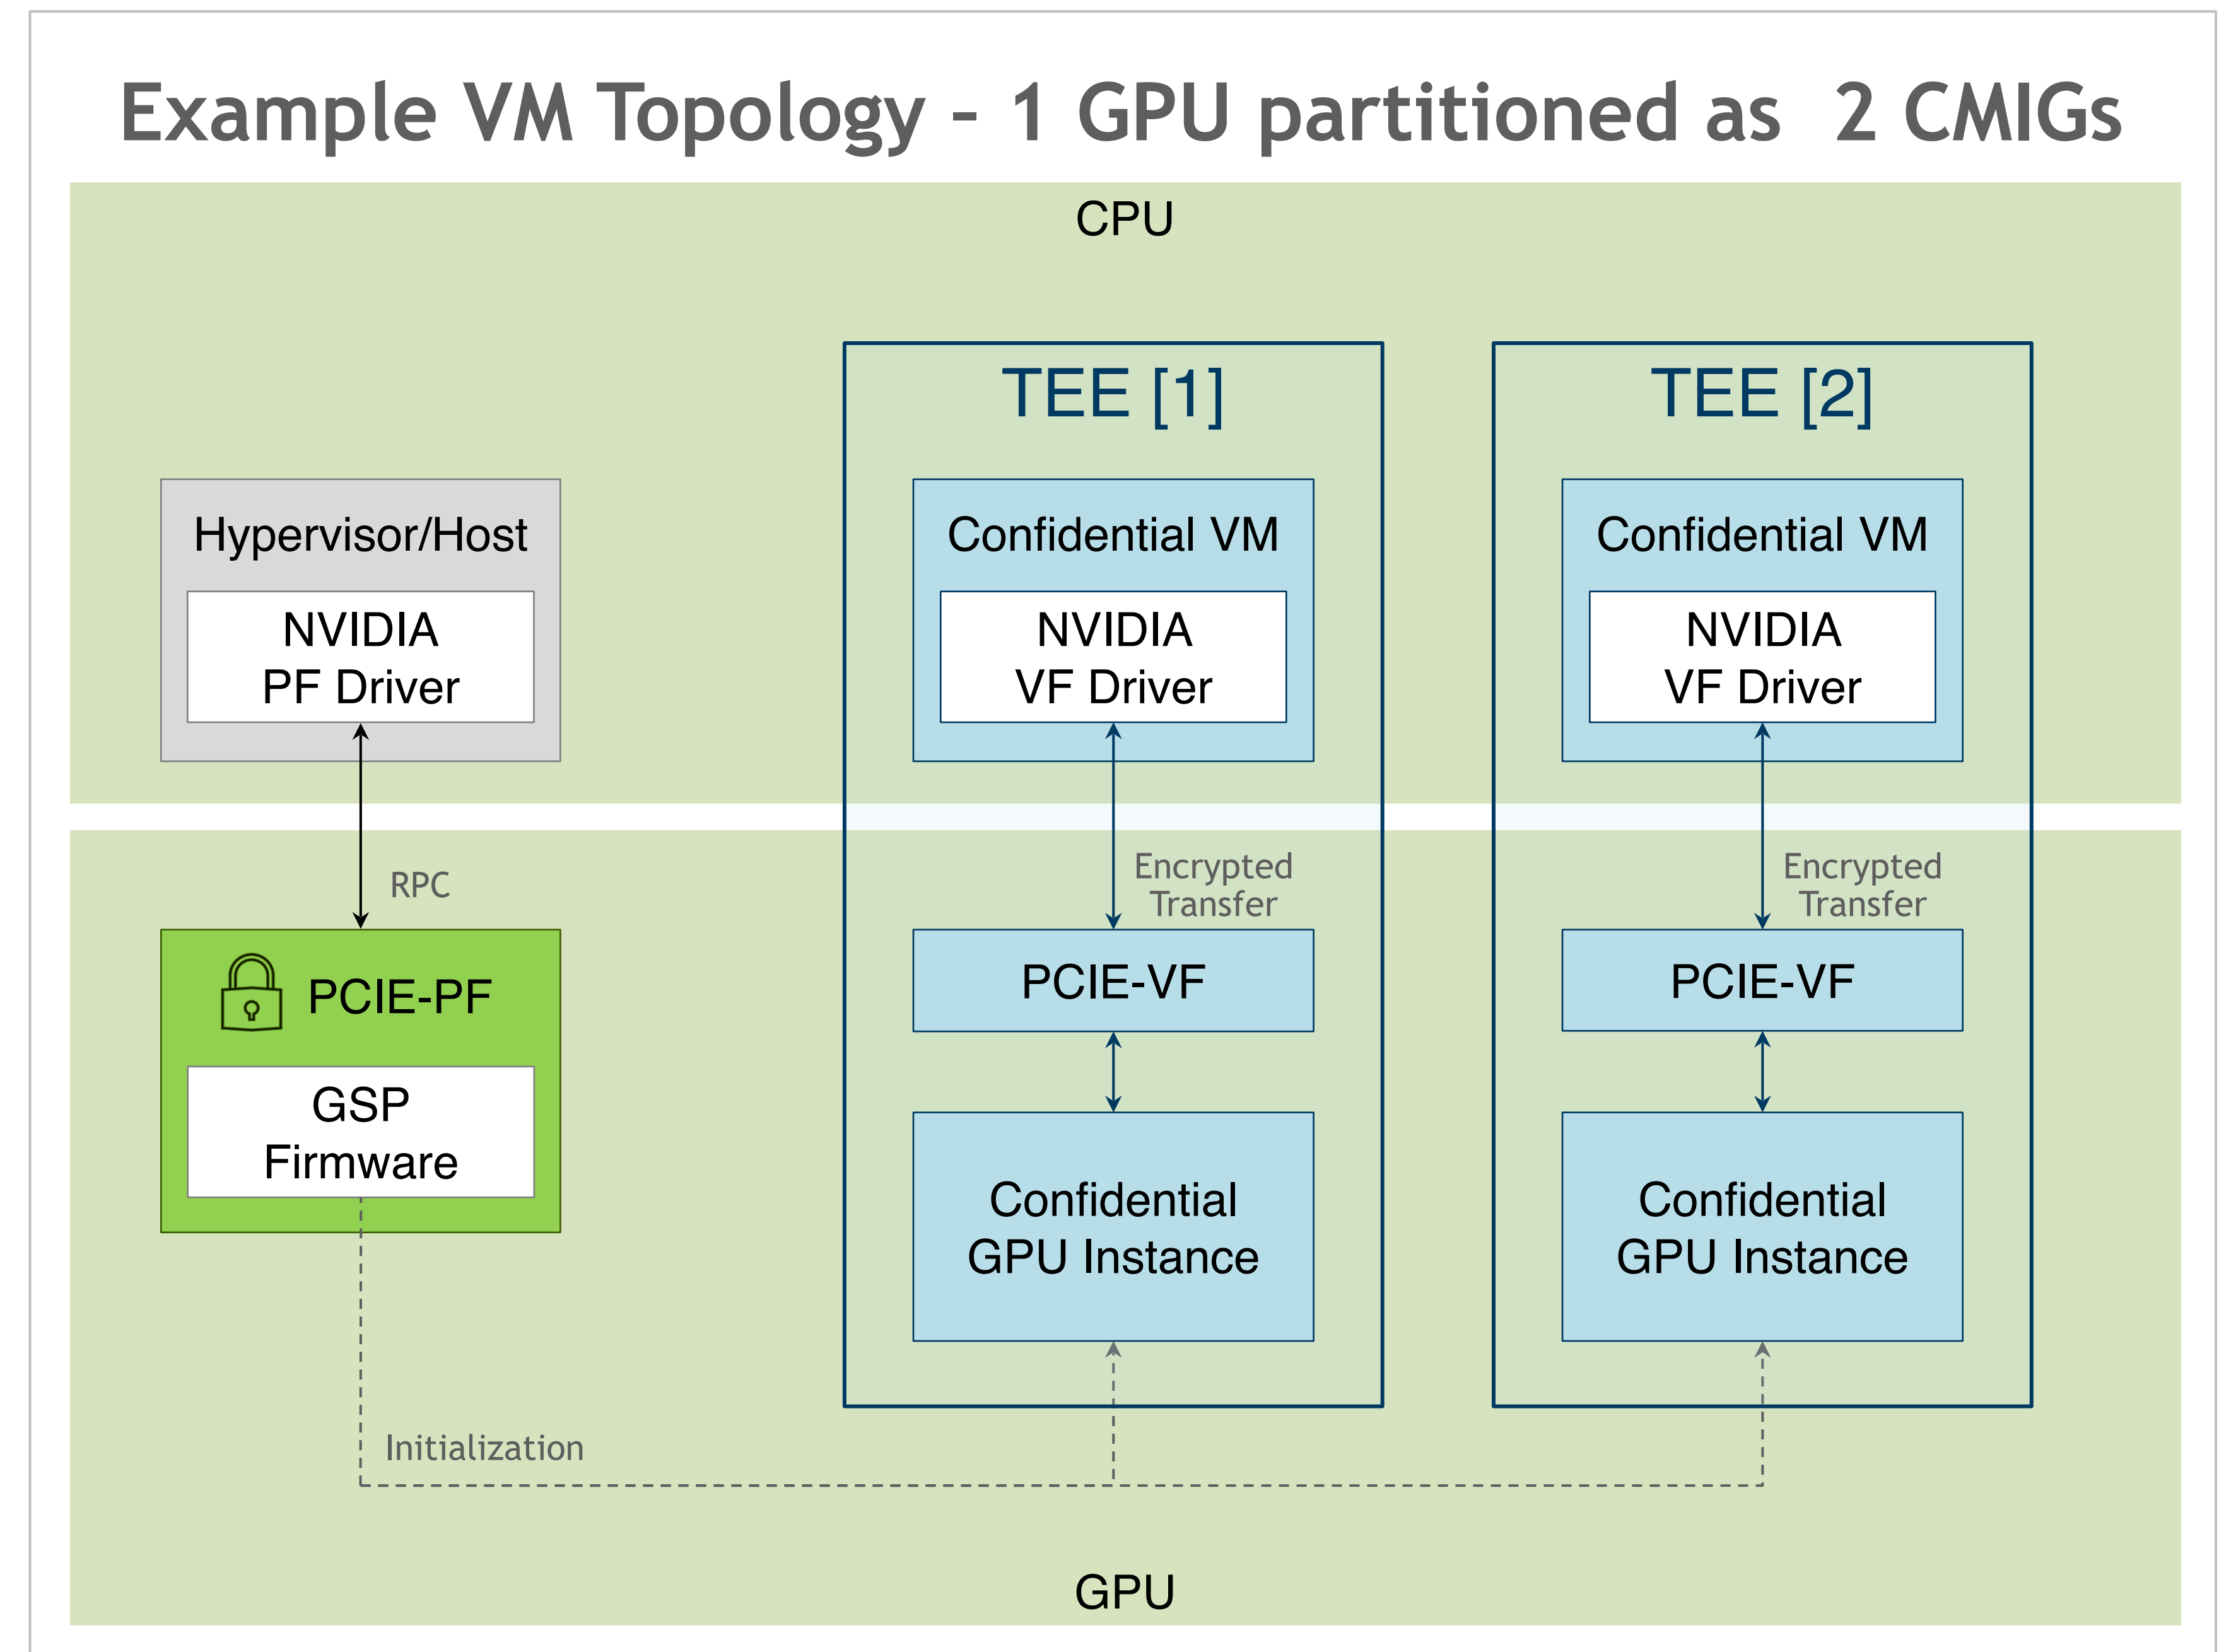 Example VM Topology - 1 GPU partitioned as  2 CMIGs
CPU
TEE [1]
TEE [2]
Hypervisor/Host
NVIDIA
PF Driver
Confidential VM
NVIDIA
VF Driver
Confidential VM
NVIDIA
VF Driver
RPC
Encrypted
Transfer
Encrypted
Transfer
PCIE-PF
GSP
Firmware
PCIE-VF
PCIE-VF
Confidential
GPU Instance
Confidential
GPU Instance
Initialization
GPU